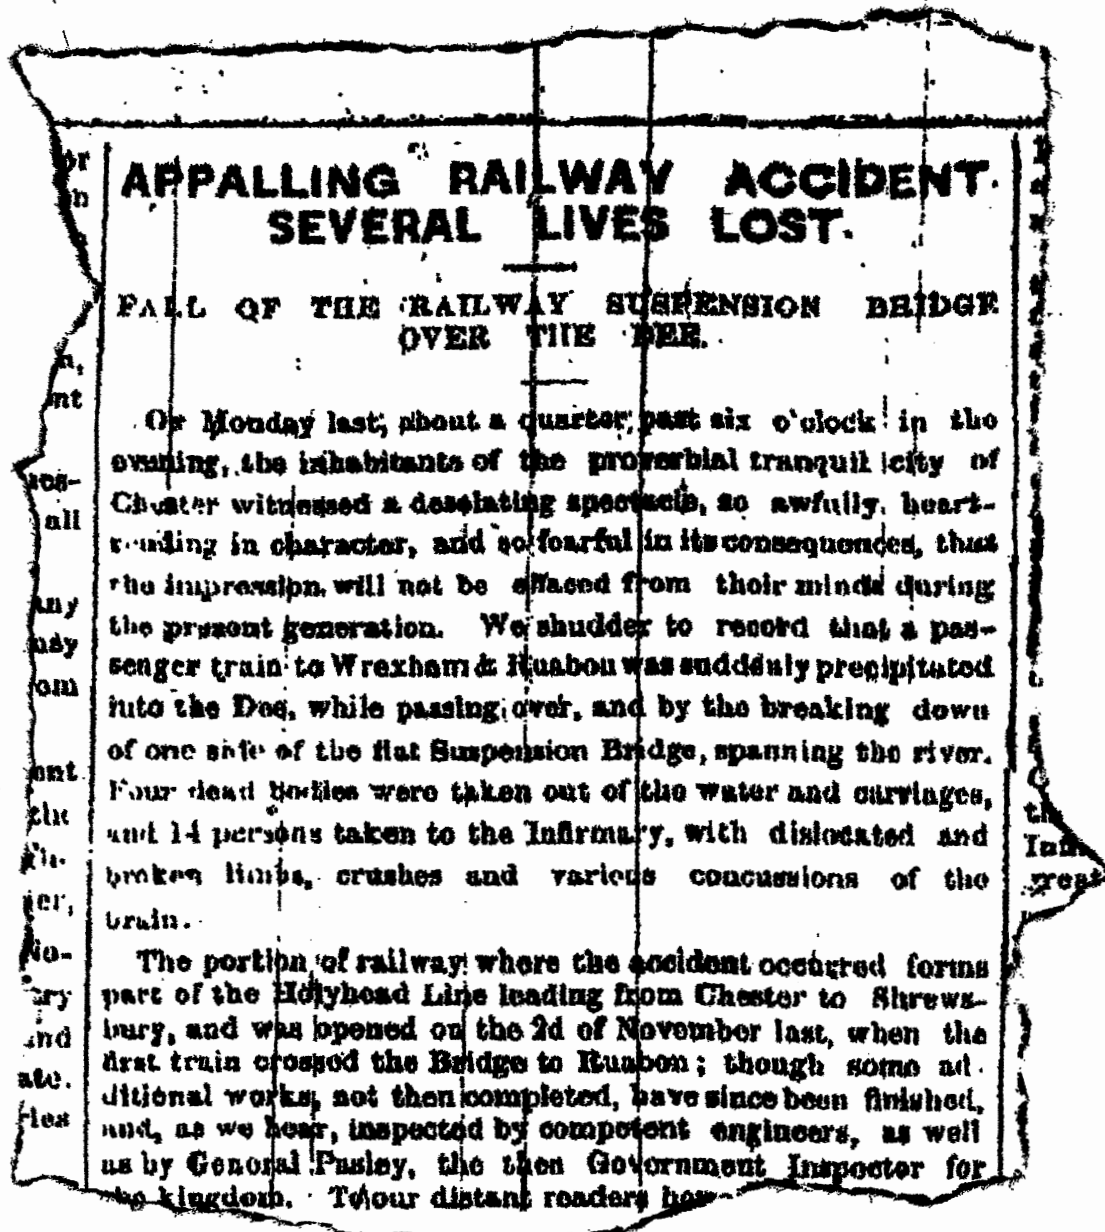 APPALLING RAILWAY ACCIDENT.
SEVERAL LIVES LOST.
FALL OF THE RAILWAY SUSPENSION BRIDGE
OVER THE DEE.
On Monday last, about a quarter past six o'clock in the
evening, the inhabitants of the proverbial tranquil city of
Chester witnessed a desolating spectacle, so awfully heart-
rending in character, and so fearful in its consequences, that
the impression will not be effaced from their minds during
the present generation. We shudder to record that a pas-
senger train to Wrexham & Ruabon was suddenly precipitated
into the Dee, while passing over, and by the breaking down
of one side of the flat Suspension Bridge, spanning the river.
Four dead bodies were taken out of the water and carriages,
and 14 persons taken to the Infirmary, with dislocated and
broken limbs, crushes and various concussions of the
brain.
The portion of railway where the accident occurred forms
part of the Holyhead Line leading from Chester to Shrews-
bury, and was opened on the 2d of November last, when the
first train crossed the Bridge to Ruabon; though some ad-
ditional works, not then completed, have since been finished,
and, as we hear, inspected by competent engineers, as well
as by General Pasley, the then Government Inspector for
the kingdom. To our distant readers